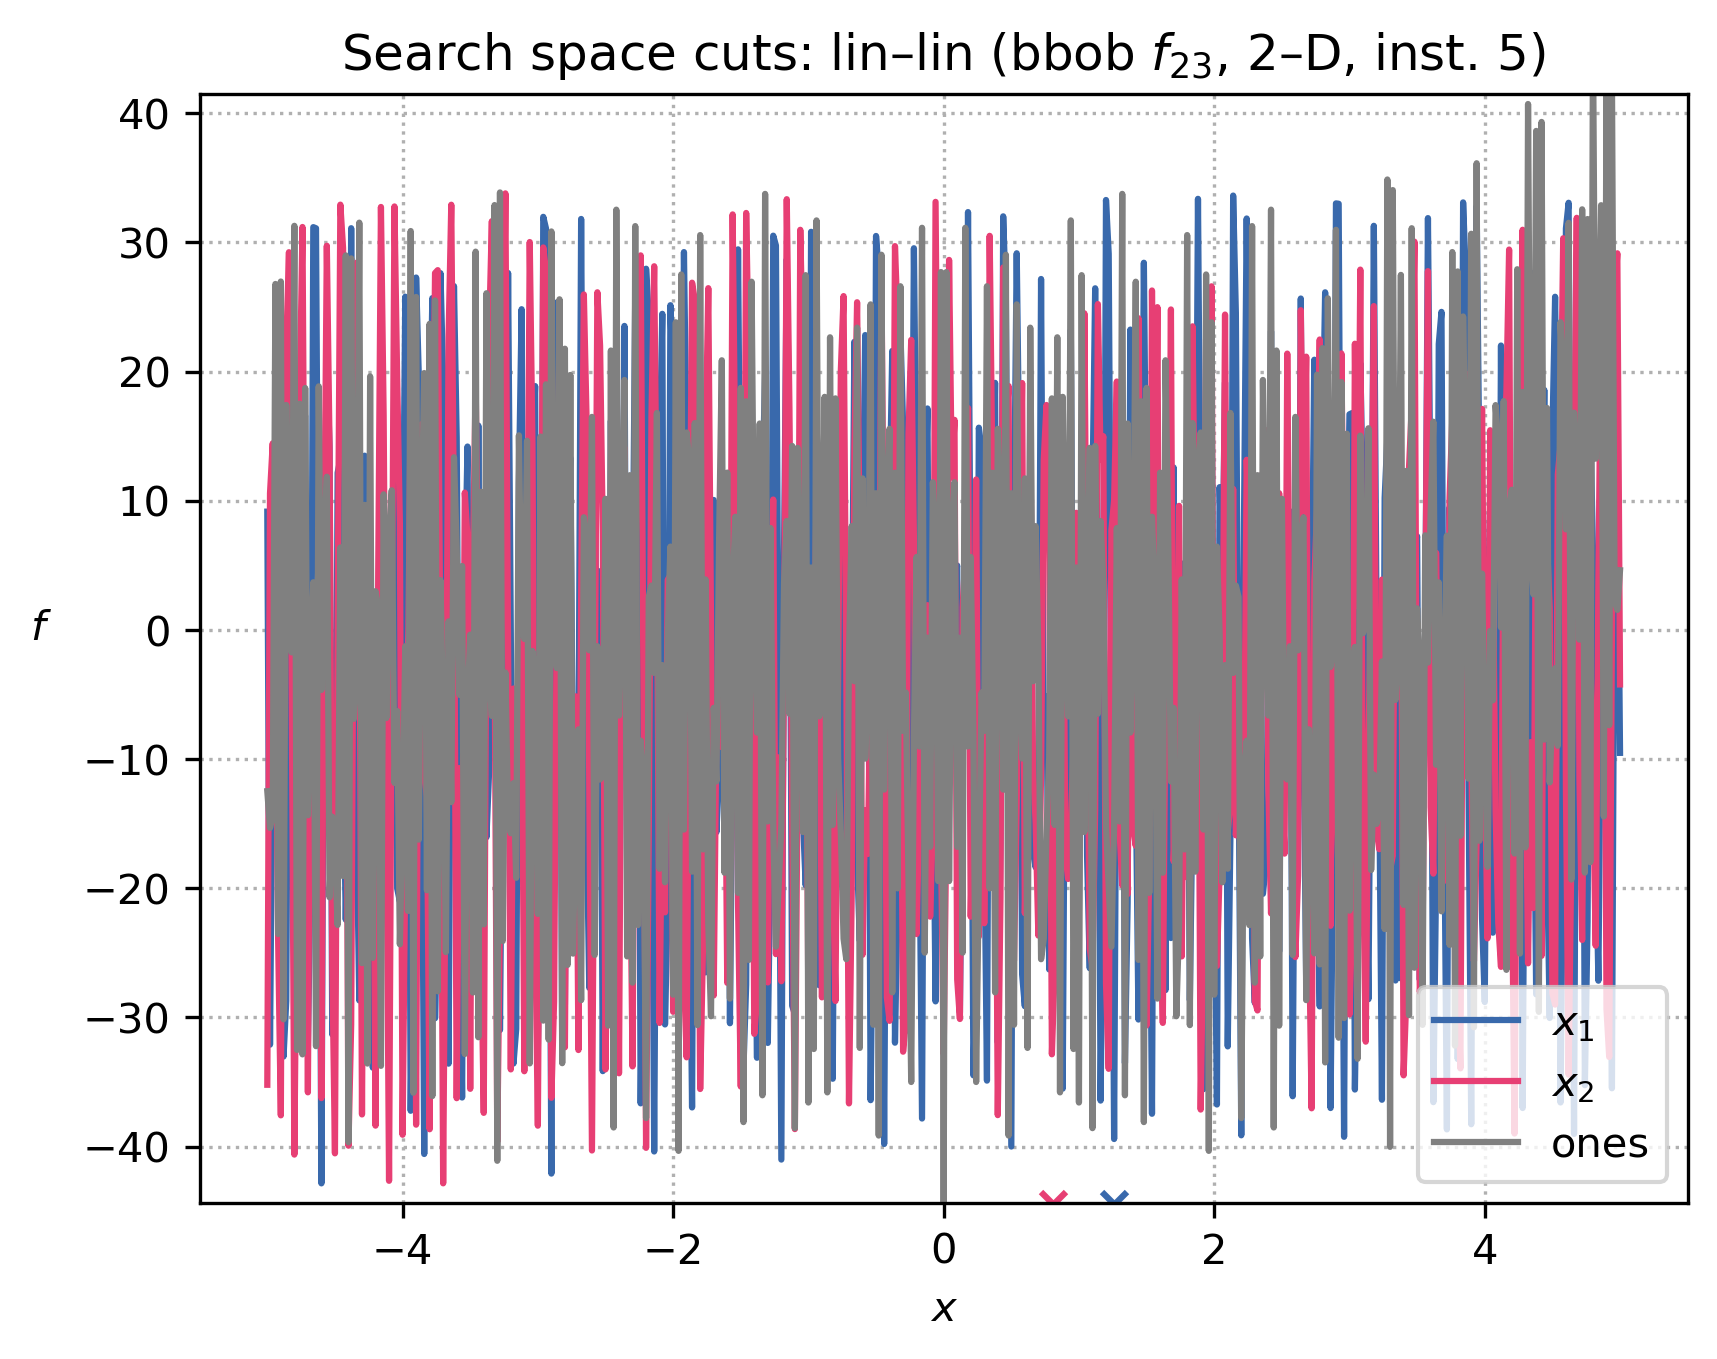 Search space cuts: lin–lin (bbob f₂₃, 2–D, inst. 5)
40
30
20
10
0
−10
−20
−30
−40
f
x₁
x₂
ones
−4
−2
0
2
4
x